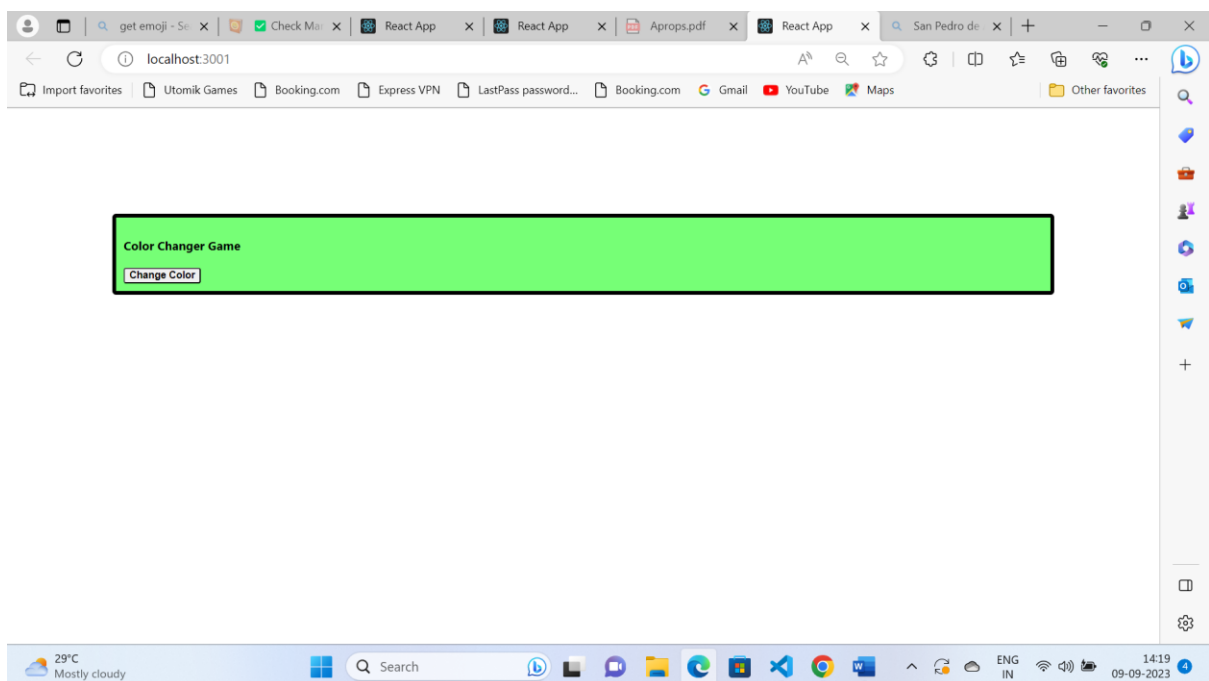 get emoji - Se
Check Mar
React App
React App
Aprops.pdf
React App
San Pedro de
localhost:3001
Import favorites
Utomik Games
Booking.com
Express VPN
LastPass password...
Booking.com
Gmail
YouTube
Maps
Other favorites
Color Changer Game
Change Color
29°C
Mostly cloudy
Search
ENG
IN
14:19
09-09-2023
4